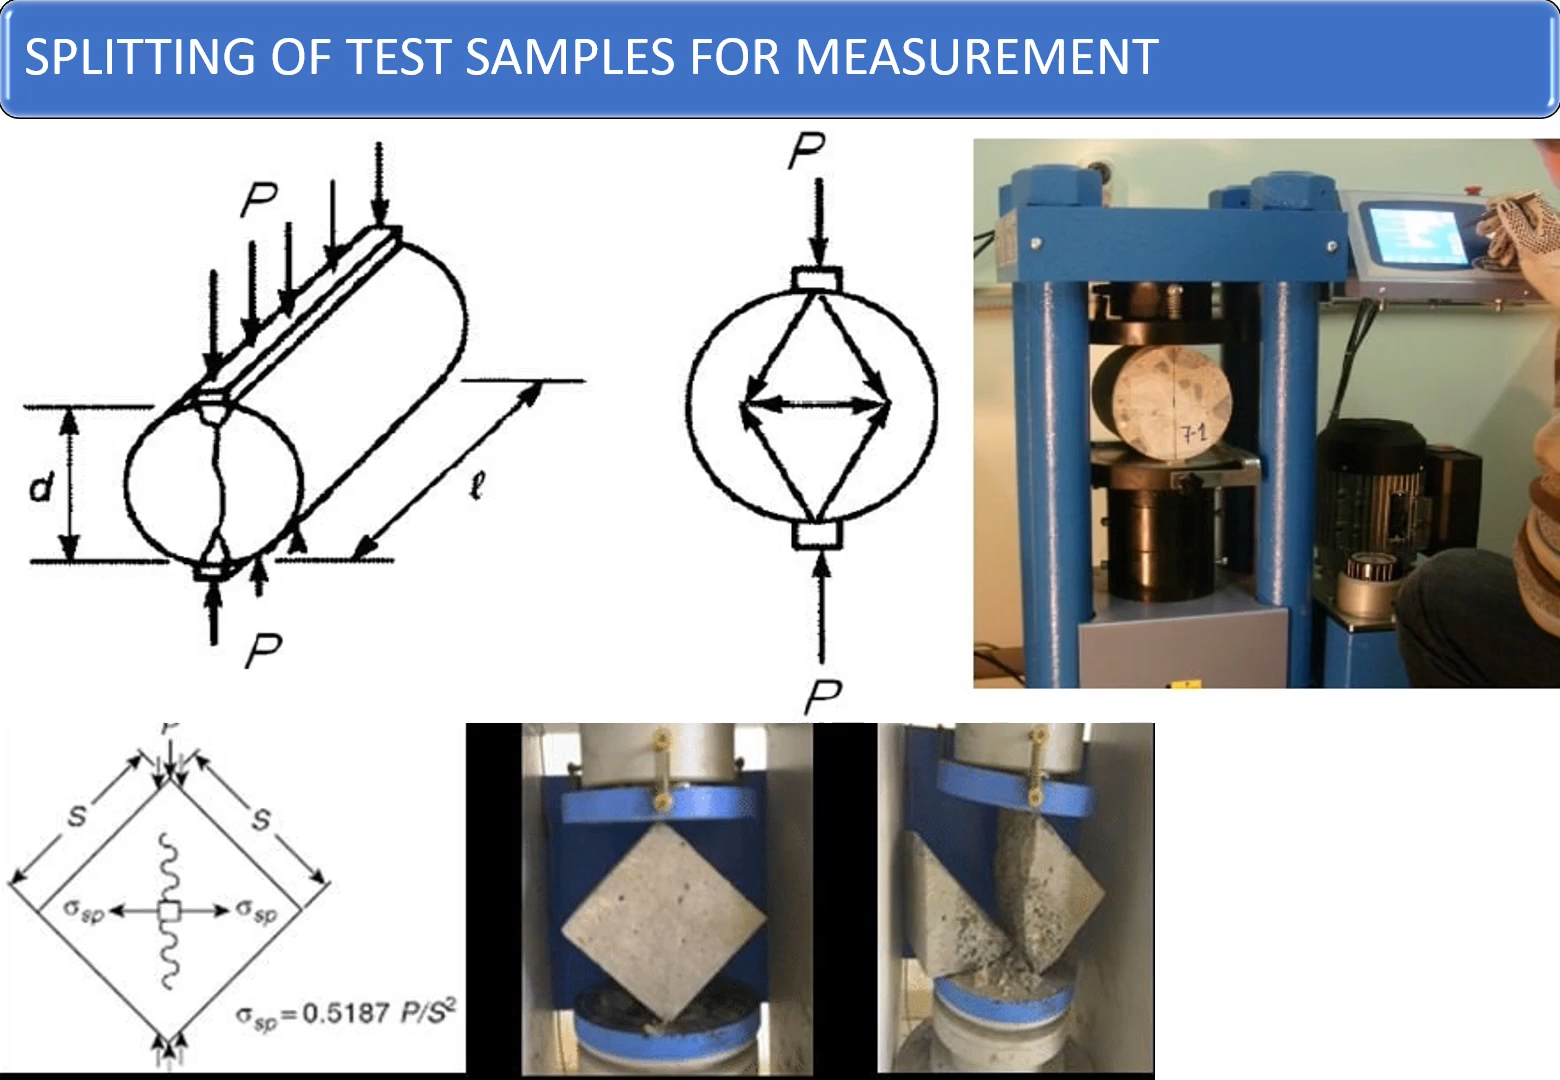 SPLITTING OF TEST SAMPLES FOR MEASUREMENT
P
P
d
ℓ
7-1
P
P
P
S
S
σsp
σsp
σsp = 0.5187 P/S²